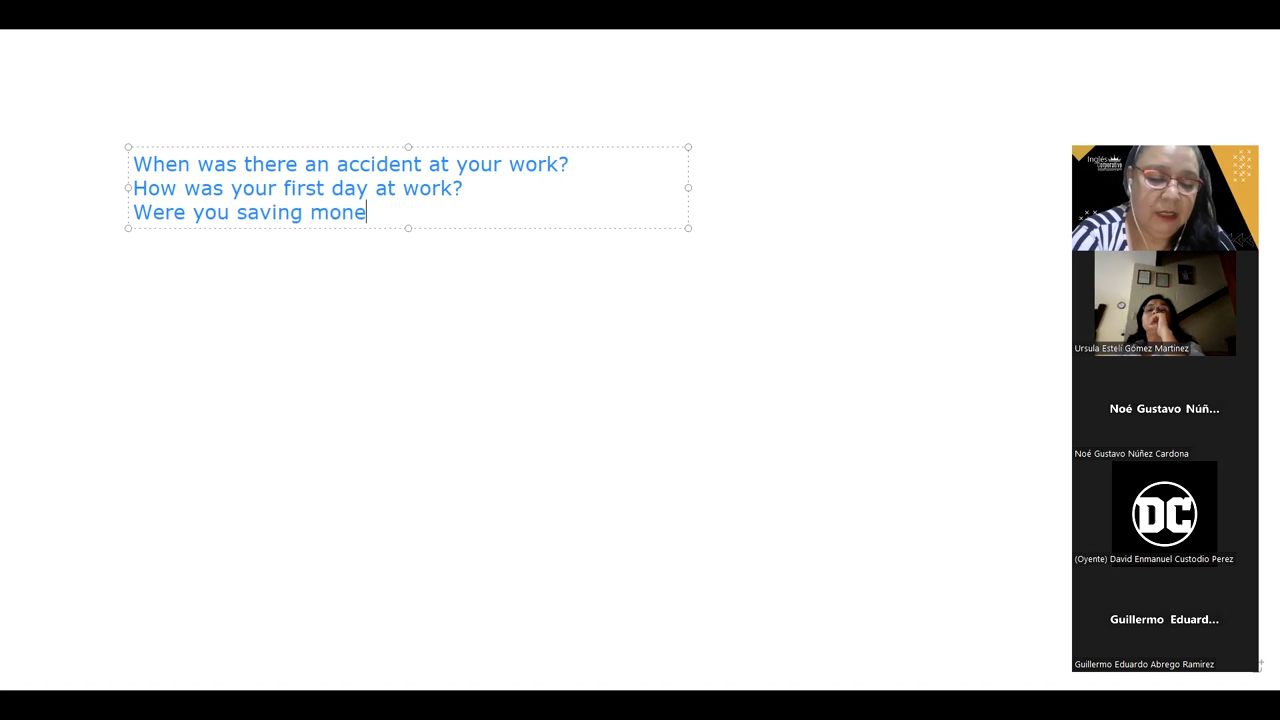 When was there an accident at your work?
How was your first day at work?
Were you saving mone
Inglés
Corporativo
Ursula Estelí Gómez Martinez
Noé Gustavo Núñ...
Noé Gustavo Núñez Cardona
DC
(Oyente) David Enmanuel Custodio Perez
Guillermo Eduard...
Guillermo Eduardo Abrego Ramirez